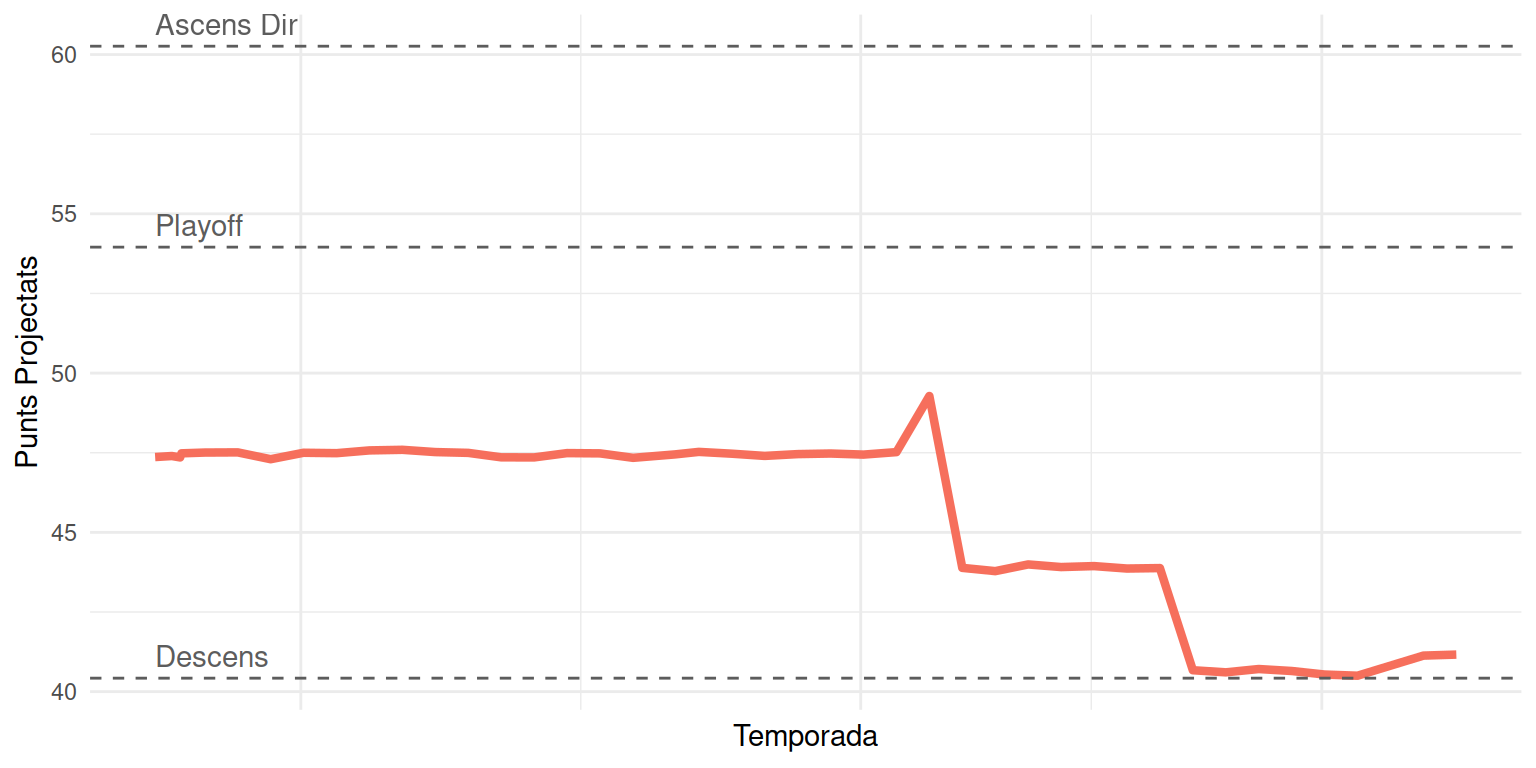 Ascens Dir
60
Playoff
55
50
45
Descens
40
Punts Projectats
Temporada